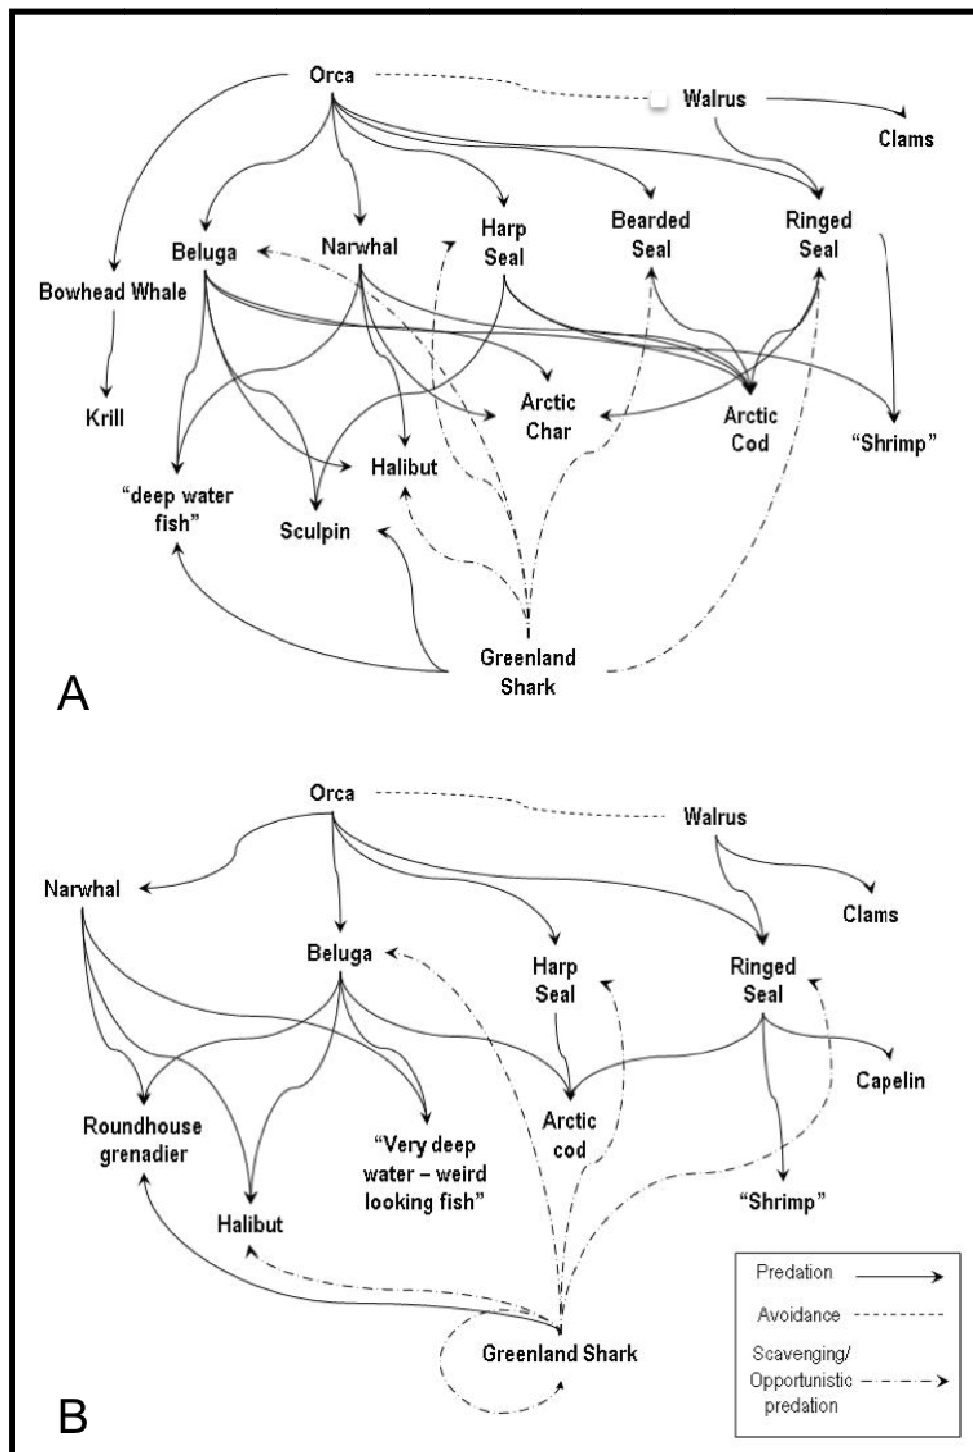 Orca
Walrus
Clams
Beluga
Narwhal
Harp
Seal
Bearded
Seal
Ringed
Seal
Bowhead Whale
Krill
Arctic
Char
Arctic
Cod
“Shrimp”
Halibut
“deep water
fish”
Sculpin
Greenland
Shark
A
Orca
Walrus
Narwhal
Clams
Beluga
Harp
Seal
Ringed
Seal
Capelin
Roundhouse
grenadier
“Very deep
water – weird
looking fish”
Arctic
cod
“Shrimp”
Halibut
Greenland Shark
Predation
Avoidance
Scavenging/
Opportunistic
predation
B